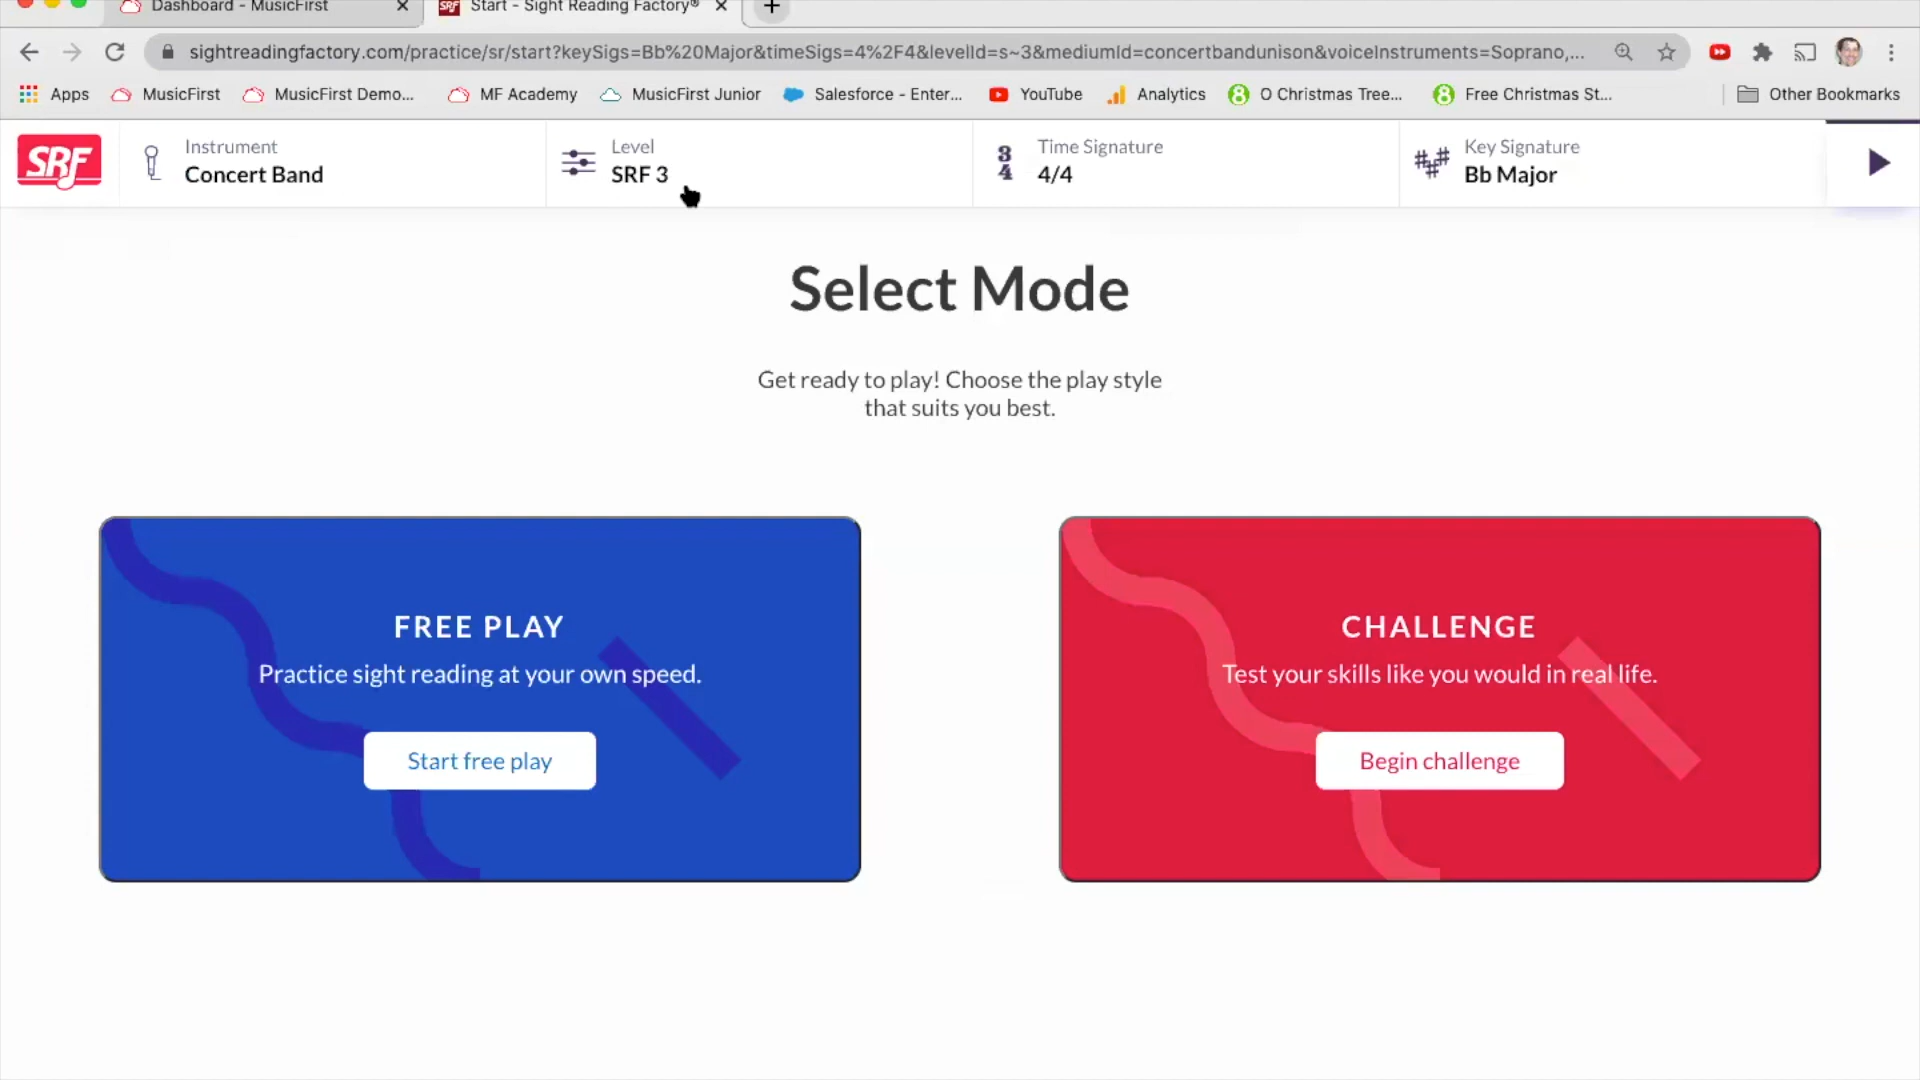 Dashboard - MusicFirst
SRF Start - Sight Reading Factory®
sightreadingfactory.com/practice/sr/start?keySigs=Bb%20Major&timeSigs=4%2F4&levelId=s~3&mediumId=concertbandunison&voiceInstruments=Soprano,...
Apps MusicFirst MusicFirst Demo... MF Academy MusicFirst Junior Salesforce - Enter... YouTube Analytics O Christmas Tree... Free Christmas St... Other Bookmarks
SRF
Instrument
Concert Band
Level
SRF 3
3
4
Time Signature
4/4
Key Signature
Bb Major
Select Mode
Get ready to play! Choose the play style
that suits you best.
FREE PLAY
Practice sight reading at your own speed.
Start free play
CHALLENGE
Test your skills like you would in real life.
Begin challenge